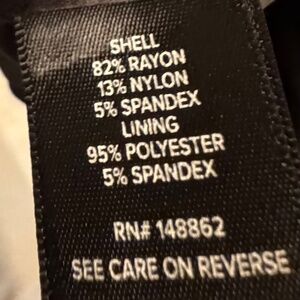 SHELL
82% RAYON
13% NYLON
5% SPANDEX
LINING
95% POLYESTER
5% SPANDEX
RN# 148862
SEE CARE ON REVERSE